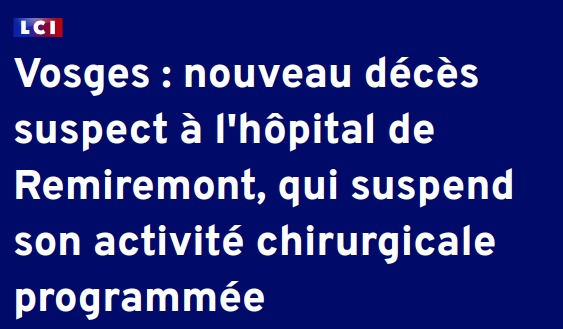 LCI
Vosges : nouveau décès
suspect à l'hôpital de
Remiremont, qui suspend
son activité chirurgicale
programmée